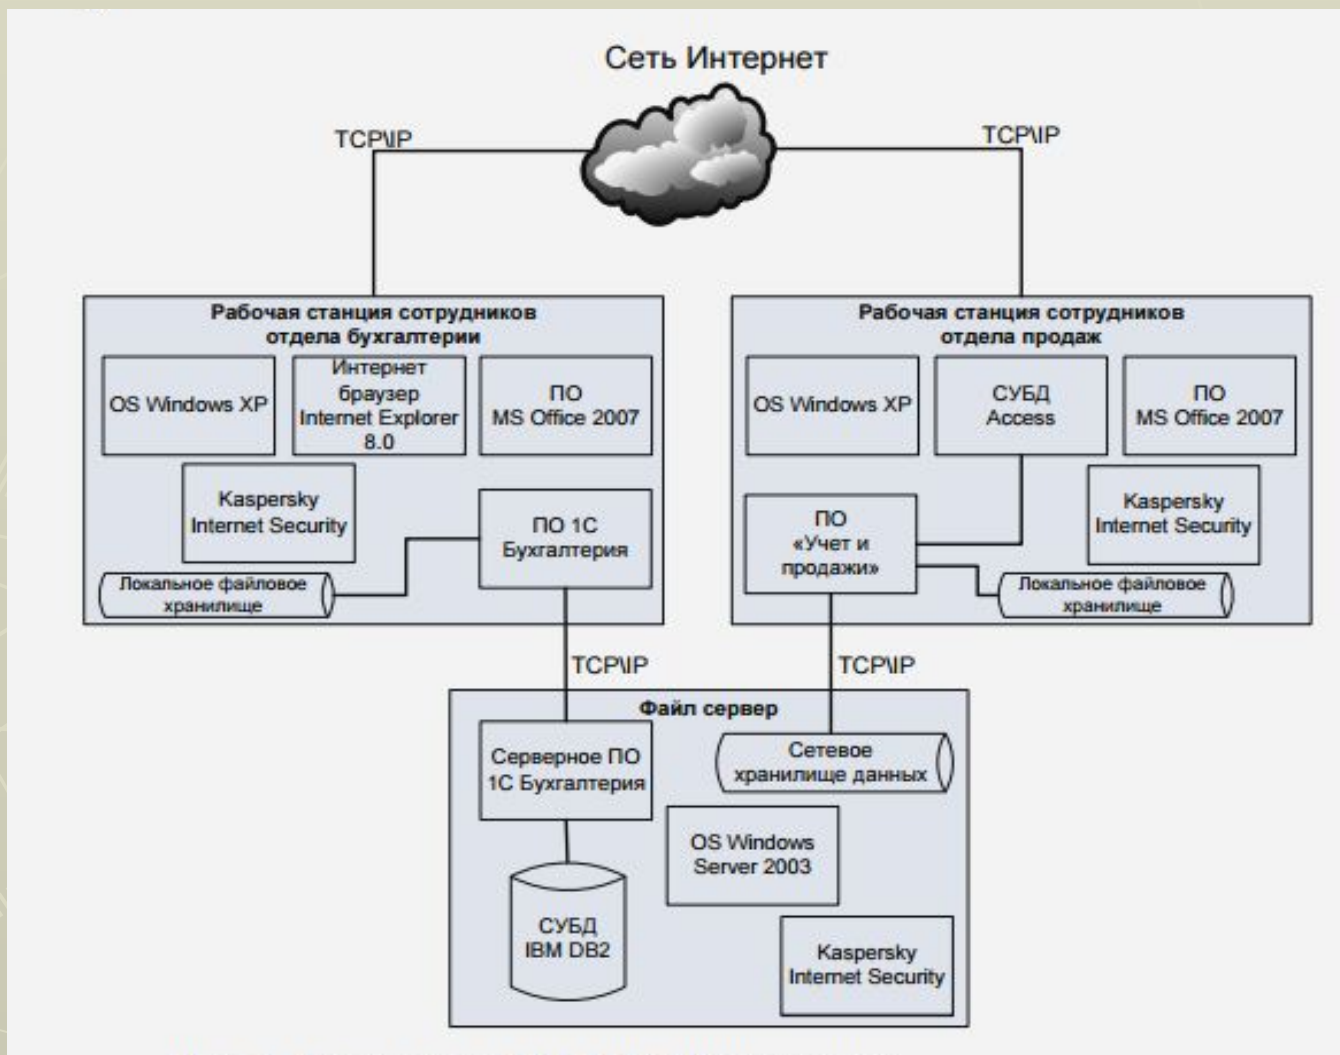 Сеть Интернет
TCP\IP
TCP\IP
Рабочая станция сотрудников
отдела бухгалтерии
OS Windows XP
Интернет
браузер
Internet Explorer
8.0
ПО
MS Office 2007
Kaspersky
Internet Security
ПО 1С
Бухгалтерия
Локальное файловое
хранилище
Рабочая станция сотрудников
отдела продаж
OS Windows XP
СУБД
Access
ПО
MS Office 2007
ПО
«Учет и
продажи»
Kaspersky
Internet Security
Локальное файловое
хранилище
TCP\IP
TCP\IP
Файл сервер
Серверное ПО
1С Бухгалтерия
Сетевое
хранилище данных
OS Windows
Server 2003
СУБД
IBM DB2
Kaspersky
Internet Security